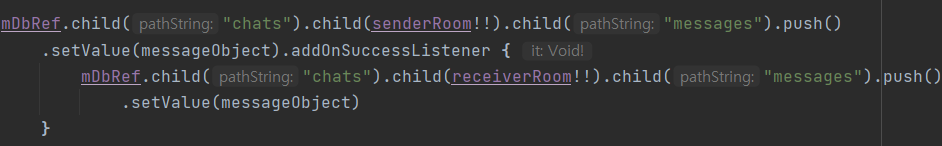 mDbRef.child( pathString: "chats").child(senderRoom!!).child( pathString: "messages").push()
.setValue(messageObject).addOnSuccessListener { it: Void!
mDbRef.child( pathString: "chats").child(receiverRoom!!).child( pathString: "messages").push()
.setValue(messageObject)
}